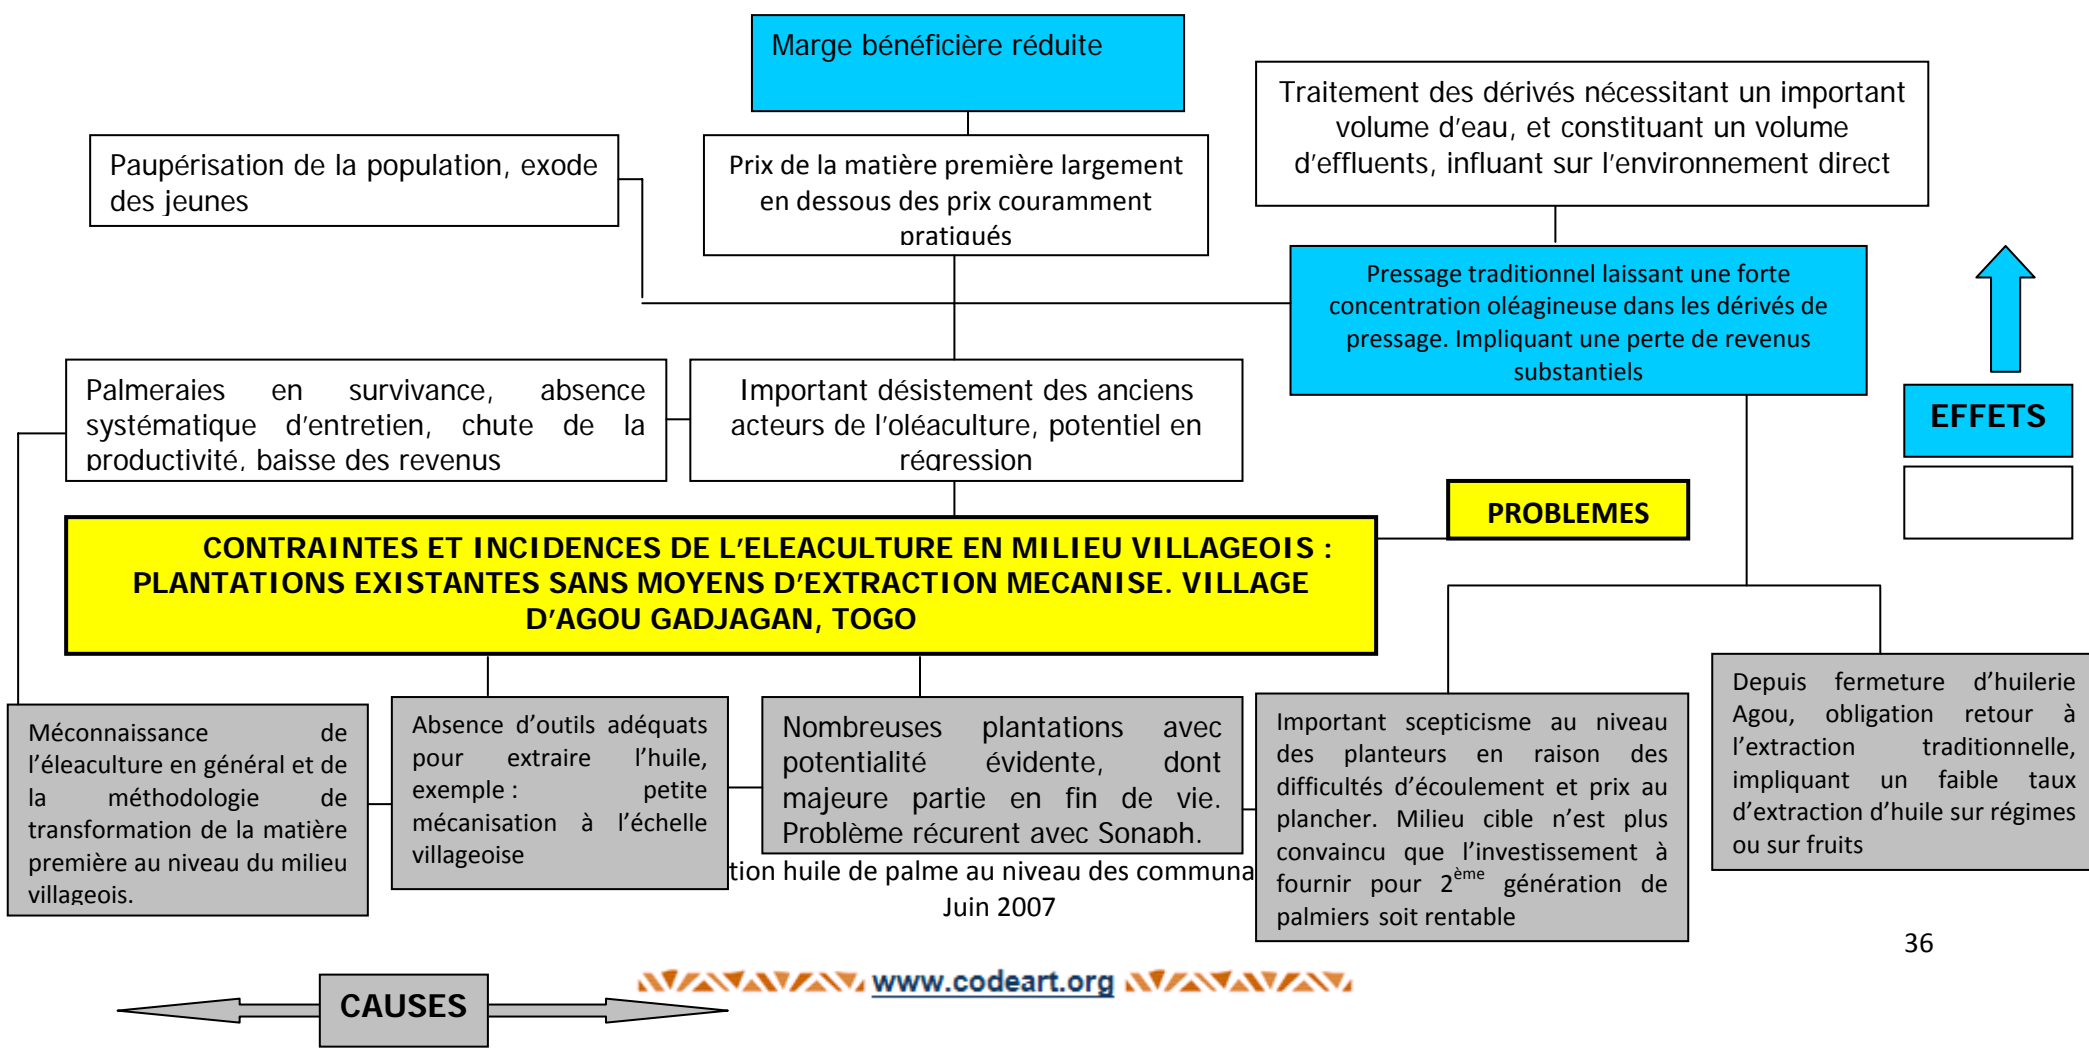 Marge bénéficière réduite
Traitement des dérivés nécessitant un important
volume d'eau, et constituant un volume
d'effluents, influant sur l'environnement direct
Paupérisation de la population, exode
des jeunes
Prix de la matière première largement
en dessous des prix couramment
pratiqués
Pressage traditionnel laissant une forte
concentration oléagineuse dans les dérivés de
pressage. Impliquant une perte de revenus
substantiels
Palmeraies en survivance, absence
systématique d'entretien, chute de la
productivité, baisse des revenus
Important désistement des anciens
acteurs de l'oléaculture, potentiel en
régression
EFFETS
PROBLEMES
CONTRAINTES ET INCIDENCES DE L'ELEACULTURE EN MILIEU VILLAGEOIS :
PLANTATIONS EXISTANTES SANS MOYENS D'EXTRACTION MECANISE. VILLAGE
D'AGOU GADJAGAN, TOGO
Méconnaissance de
l'éleaculture en général et de
la méthodologie de
transformation de la matière
première au niveau du milieu
villageois.
Absence d'outils adéquats
pour extraire l'huile,
exemple : petite
mécanisation à l'échelle
villageoise
Nombreuses plantations avec
potentialité évidente, dont
majeure partie en fin de vie.
Problème récurent avec Sonaph.
Important scepticisme au niveau
des planteurs en raison des
difficultés d'écoulement et prix au
plancher. Milieu cible n'est plus
convaincu que l'investissement à
fournir pour 2ème génération de
palmiers soit rentable
Depuis fermeture d'huilerie
Agou, obligation retour à
l'extraction traditionnelle,
impliquant un faible taux
d'extraction d'huile sur régimes
ou sur fruits
tion huile de palme au niveau des communa
Juin 2007
36
www.codeart.org
CAUSES